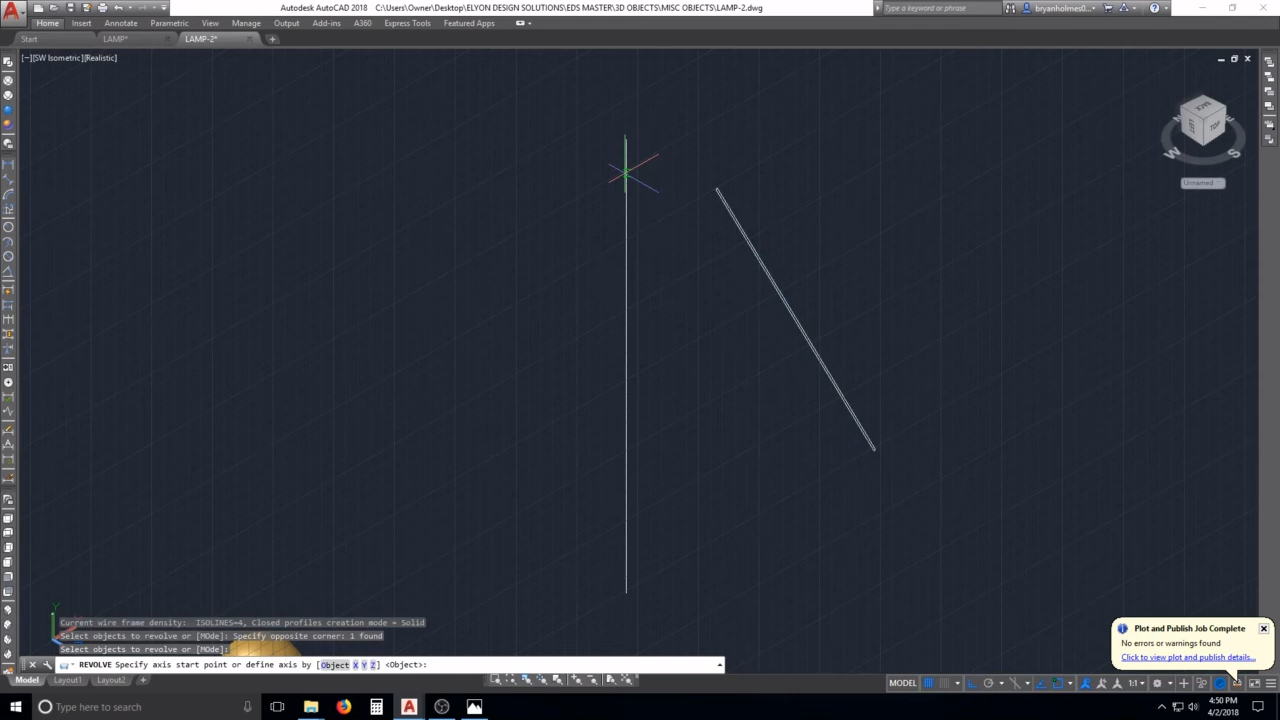 Autodesk AutoCAD 2018 C:\Users\Owner\Desktop\ELYON DESIGN SOLUTIONS\EDS MASTER\3D OBJECTS\MISC OBJECTS\LAMP-2.dwg
Type a keyword or phrase
bryanholmes5...
Home Insert Annotate Parametric View Manage Output Add-ins A360 Express Tools Featured Apps
Start LAMP* LAMP-2*
[−][SW Isometric][Realistic]
BACK
LEFT TOP
W S
Unnamed
Y
Current wire frame density: ISOLINES=4, Closed profiles creation mode = Solid
Select objects to revolve or [MOde]: Specify opposite corner: 1 found
Select objects to revolve or [MOde]:
REVOLVE Specify axis start point or define axis by [Object X Y Z] <Object>:
Plot and Publish Job Complete
No errors or warnings found
Click to view plot and publish details...
Model Layout1 Layout2
MODEL 1:1
Type here to search
4:50 PM
4/2/2018